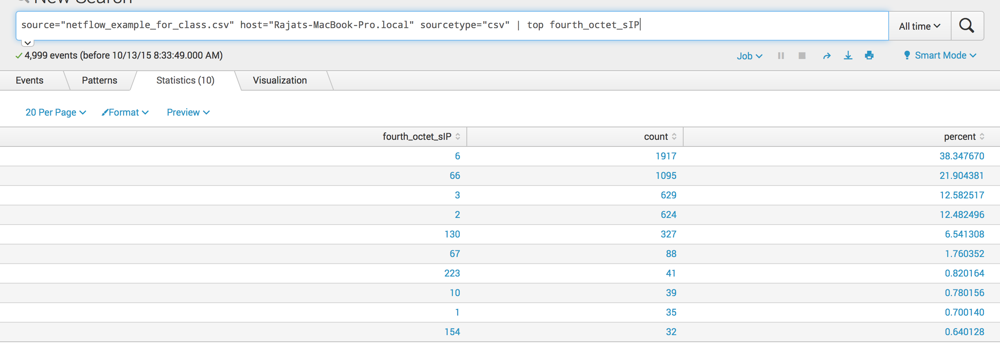 New Search
source="netflow_example_for_class.csv" host="Rajats-MacBook-Pro.local" sourcetype="csv" | top fourth_octet_sIP
All time
4,999 events (before 10/13/15 8:33:49.000 AM)
Job
Smart Mode
Events Patterns Statistics (10) Visualization
20 Per Page Format Preview
fourth_octet_sIP count percent
6 1917 38.347670
66 1095 21.904381
3 629 12.582517
2 624 12.482496
130 327 6.541308
67 88 1.760352
223 41 0.820164
10 39 0.780156
1 35 0.700140
154 32 0.640128